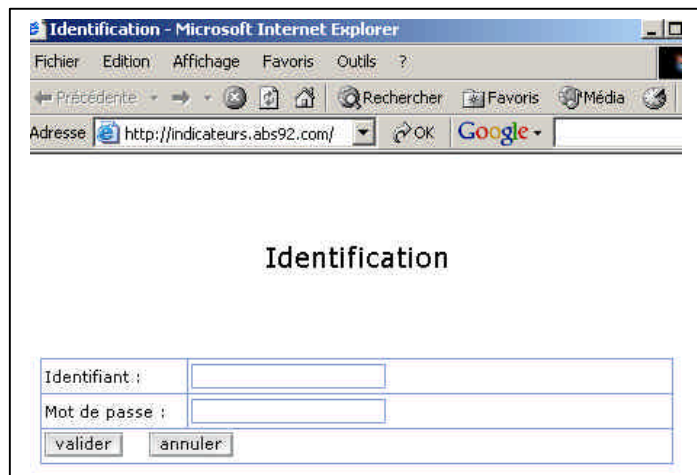 Identification - Microsoft Internet Explorer
Fichier Edition Affichage Favoris Outils ?
Précédente Rechercher Favoris Média
Adresse http://indicateurs.abs92.com/ OK Google
Identification
Identifiant :
Mot de passe :
valider annuler